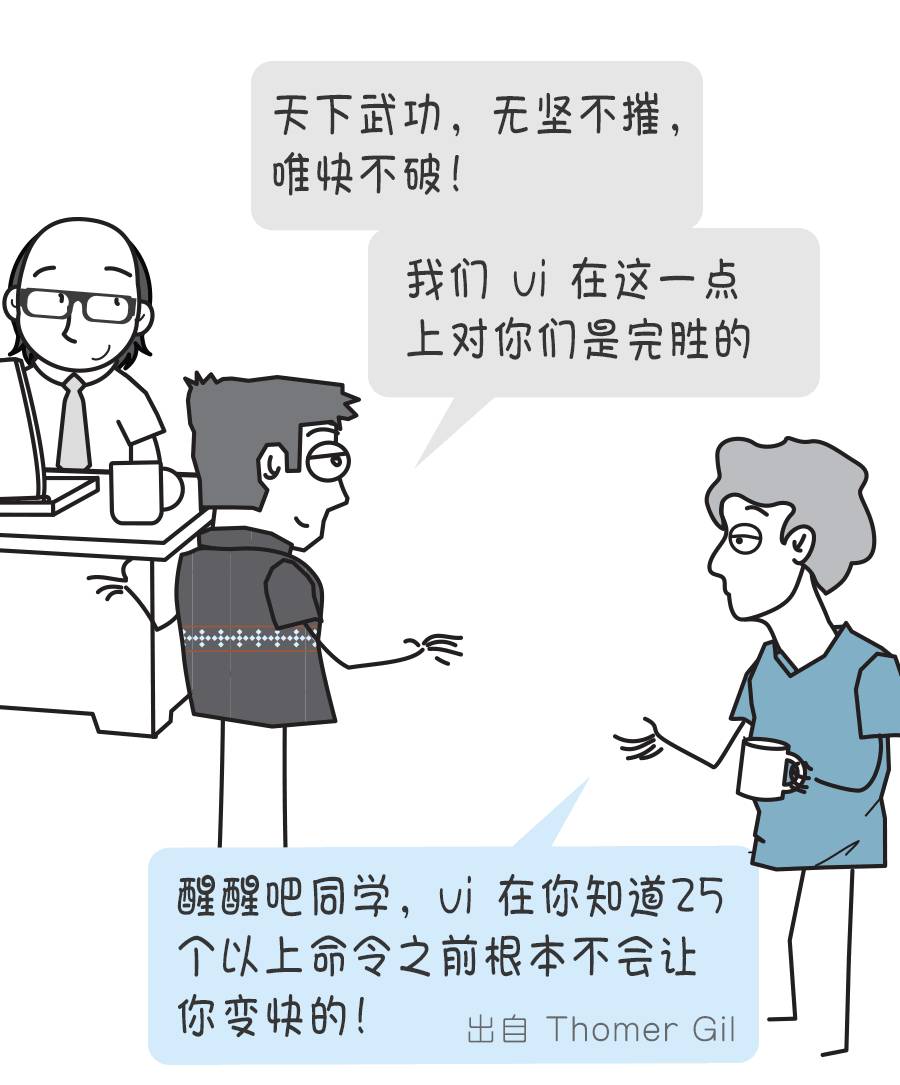 天下武功，无坚不摧，
唯快不破！
我们 vi 在这一点
上对你们是完胜的
醒醒吧同学，vi 在你知道25
个以上命令之前根本不会让
你变快的！
出自 Thomer Gil